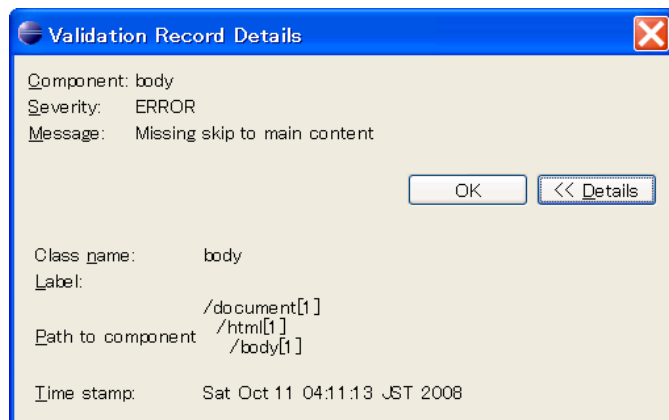 Validation Record Details
Component: body
Severity: ERROR
Message: Missing skip to main content
OK
<< Details
Class name: body
Label:
Path to component /document[1]
/html[1]
/body[1]
Time stamp: Sat Oct 11 04:11:13 JST 2008